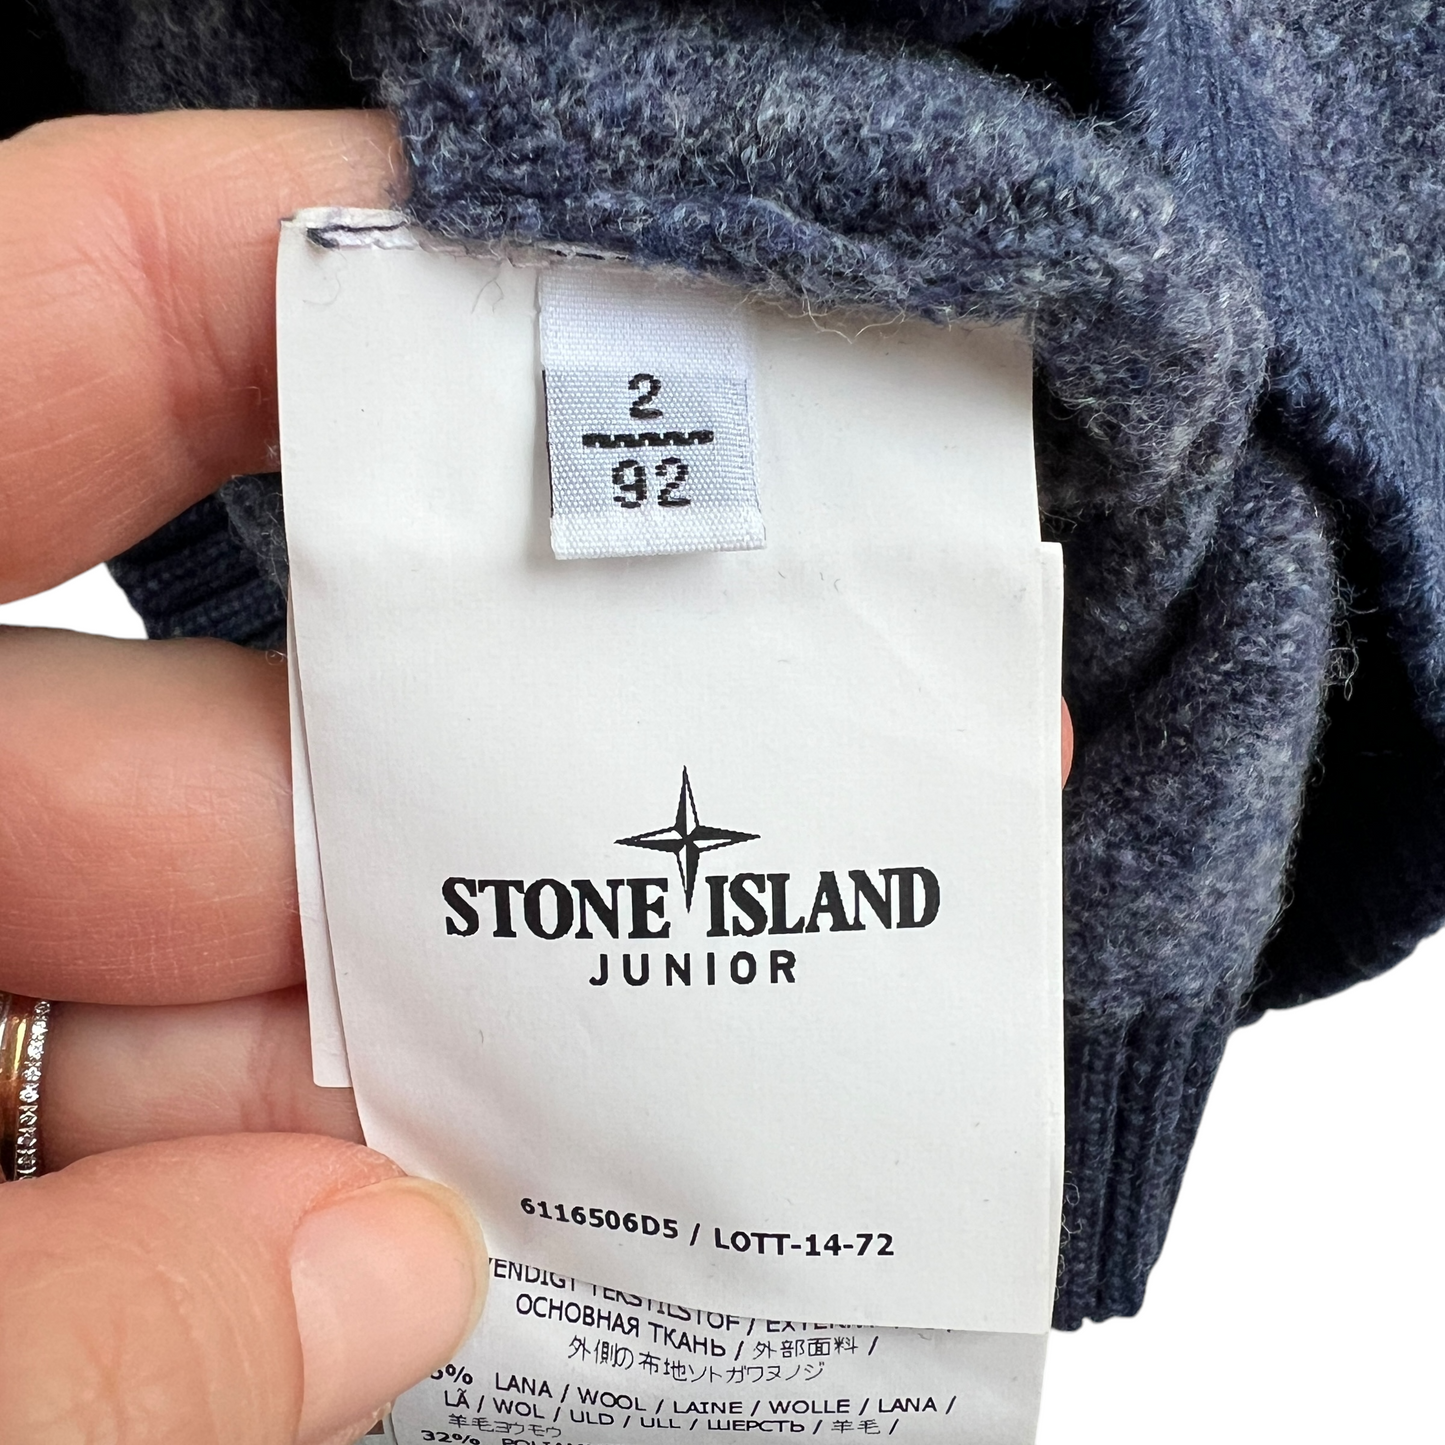 2
92
STONE ISLAND
JUNIOR
6116506D5 / LOTT-14-72
TEKSTILSTOF /
ОСНОВНАЯ ТКАНЬ / 外部面料 /
外側の布地ソトガワヌノジ
LANA / WOOL / LAINE / WOLLE / LANA /
LÃ / WOL / ULD / ULL / ШЕРСТЬ / 羊毛 /
羊毛ヨウモウ
32%